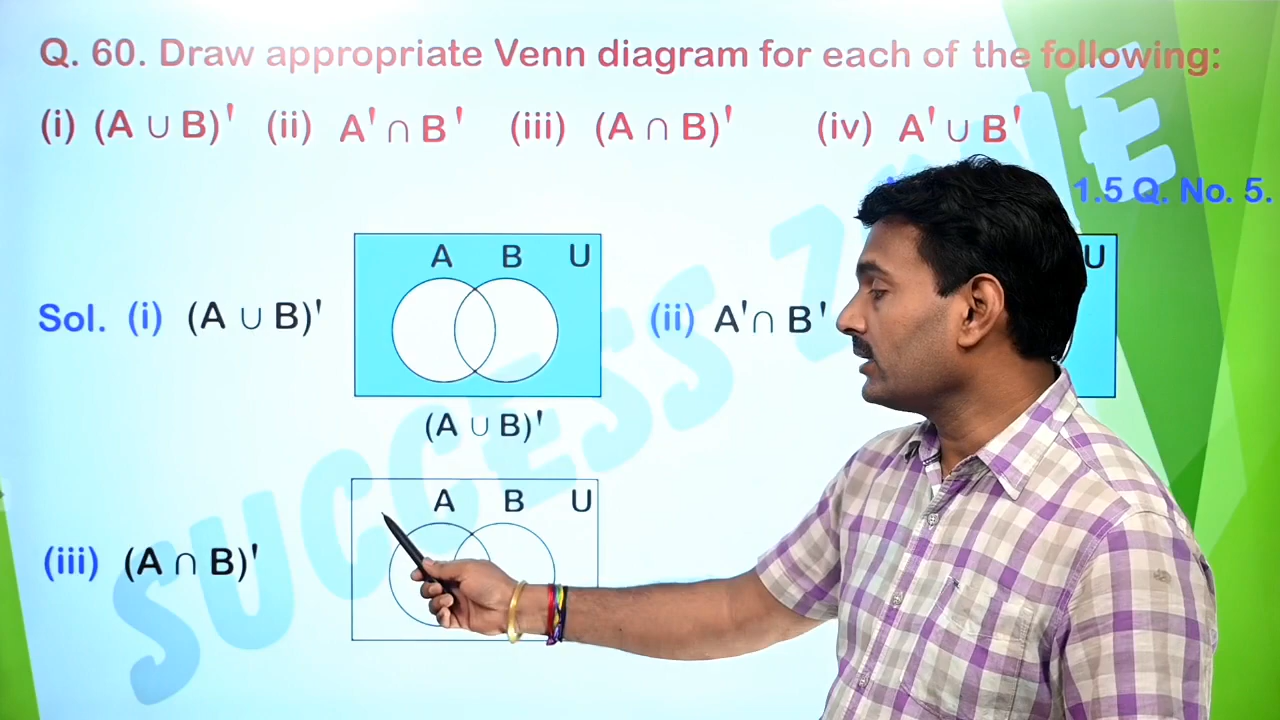 Q. 60. Draw appropriate Venn diagram for each of the following:
(i) (A ∪ B)' (ii) A' ∩ B' (iii) (A ∩ B)' (iv) A' ∪ B'
1.5 Q. No. 5.
A B U
U
Sol. (i) (A ∪ B)' (ii) A' ∩ B'
(A ∪ B)'
A B U
(iii) (A ∩ B)'
SUCCESS Z NE